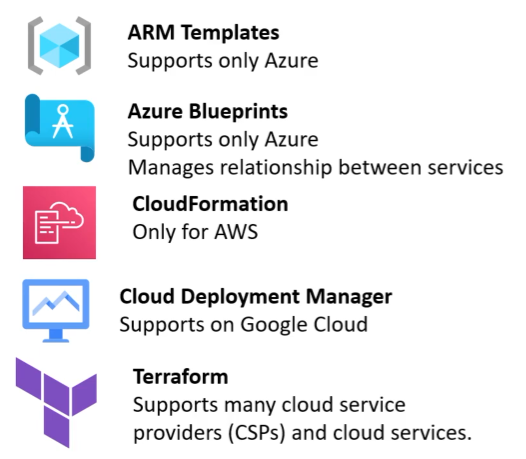 ARM Templates
Supports only Azure
Azure Blueprints
Supports only Azure
Manages relationship between services
CloudFormation
Only for AWS
Cloud Deployment Manager
Supports on Google Cloud
Terraform
Supports many cloud service
providers (CSPs) and cloud services.